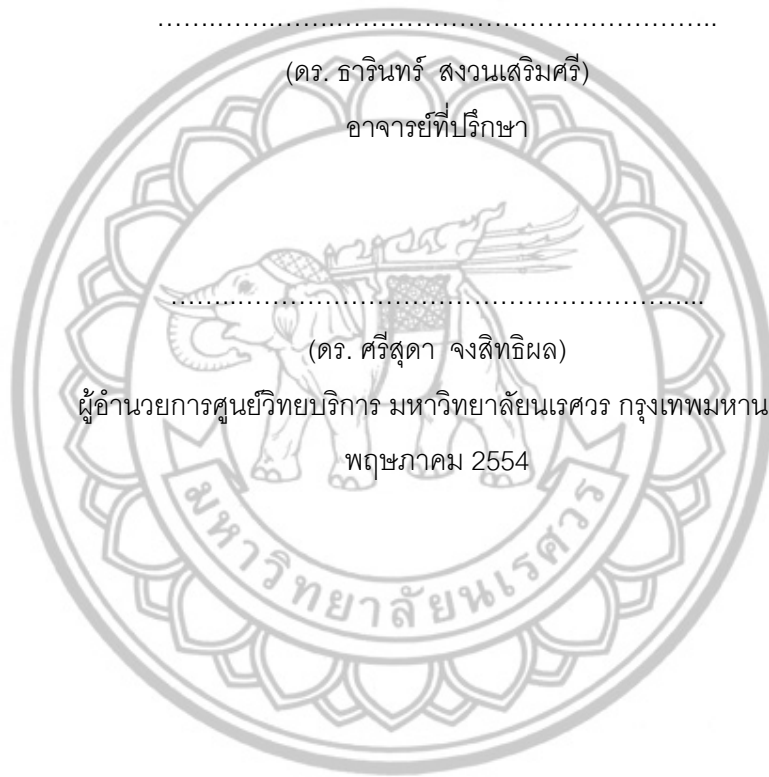 …………………………………………………..
(ดร. ธารินทร์ สงวนเสริมศรี)
อาจารย์ที่ปรึกษา
…………………………………………………...
(ดร. ศรีสุดา จงสิทธิผล)
ผู้อำนวยการศูนย์วิทยบริการ มหาวิทยาลัยนเรศวร กรุงเทพมหาน
พฤษภาคม 2554
มหาวิทยาลัยนเรศวร